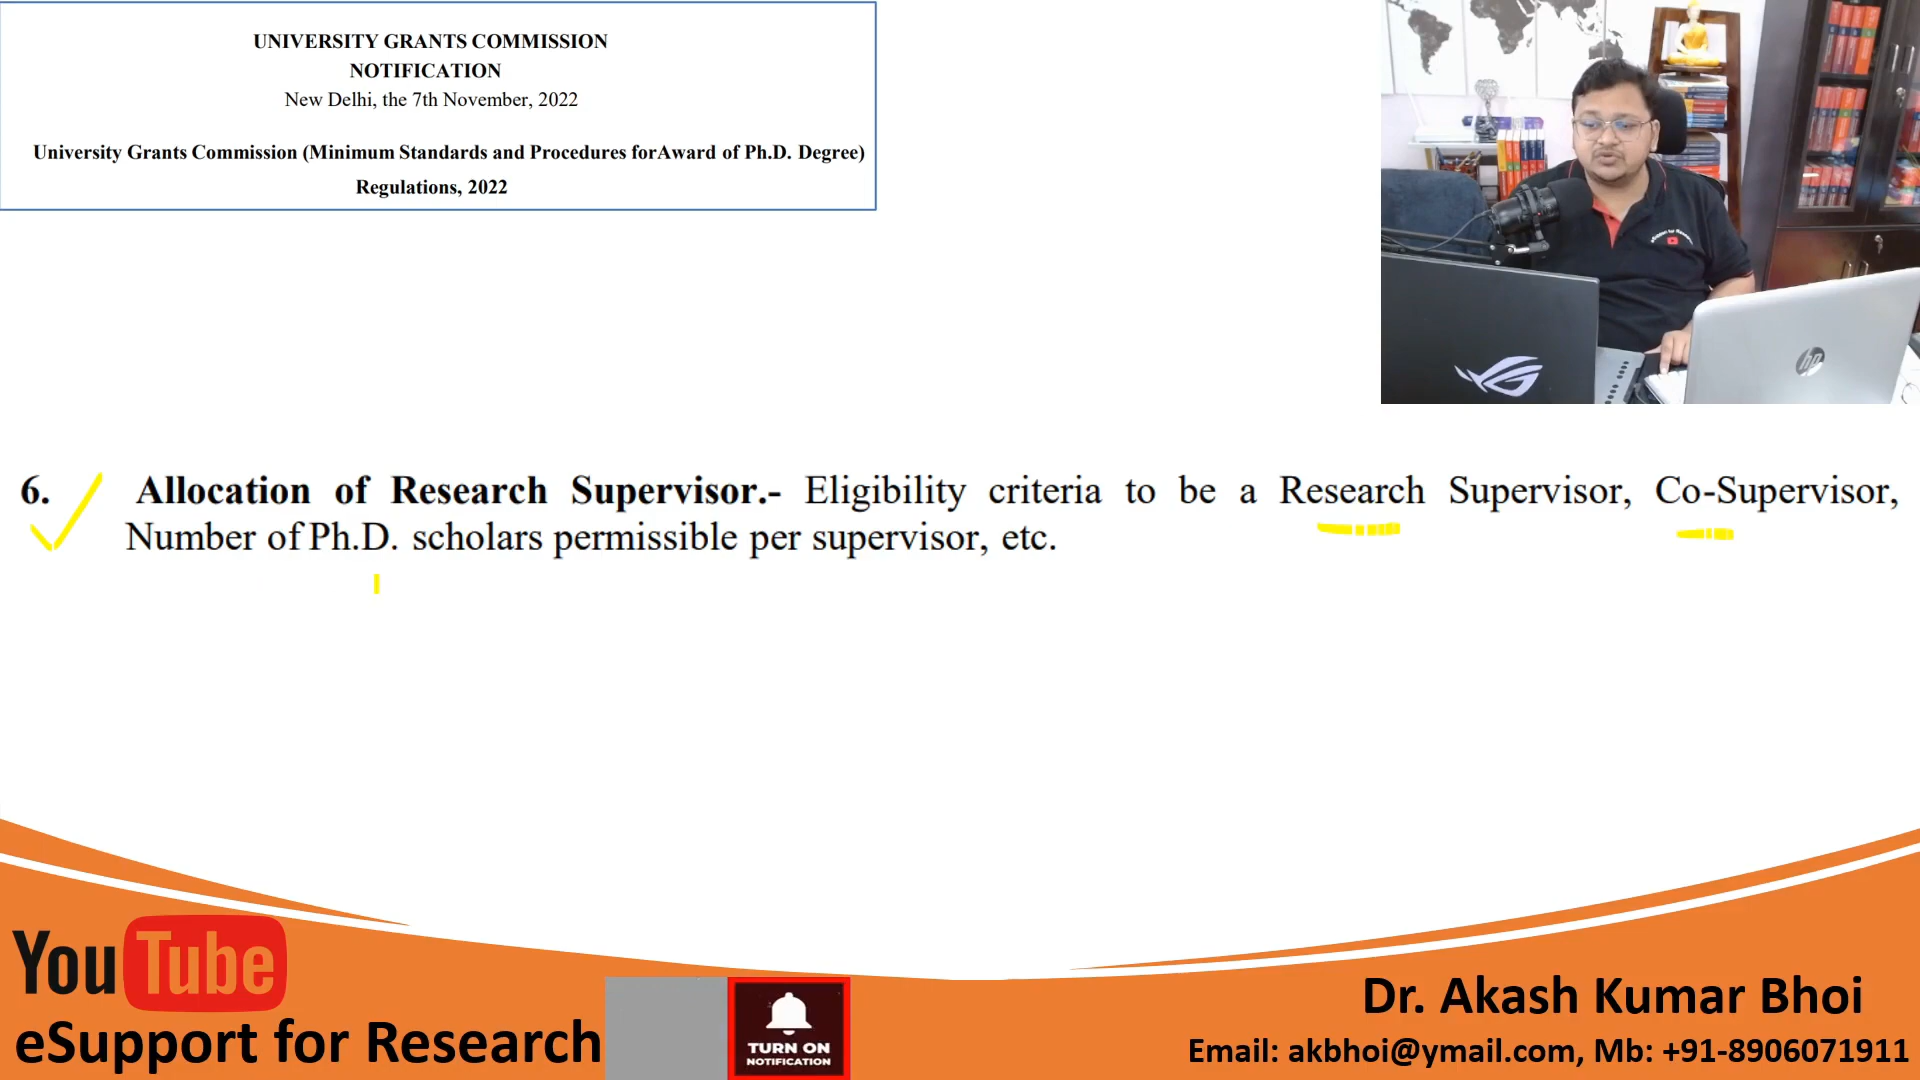 UNIVERSITY GRANTS COMMISSION
NOTIFICATION
New Delhi, the 7th November, 2022
University Grants Commission (Minimum Standards and Procedures forAward of Ph.D. Degree)
Regulations, 2022
hp
6. Allocation of Research Supervisor.- Eligibility criteria to be a Research Supervisor, Co-Supervisor,
Number of Ph.D. scholars permissible per supervisor, etc.
YouTube
eSupport for Research
TURN ON
NOTIFICATION
Dr. Akash Kumar Bhoi
Email: akbhoi@ymail.com, Mb: +91-8906071911